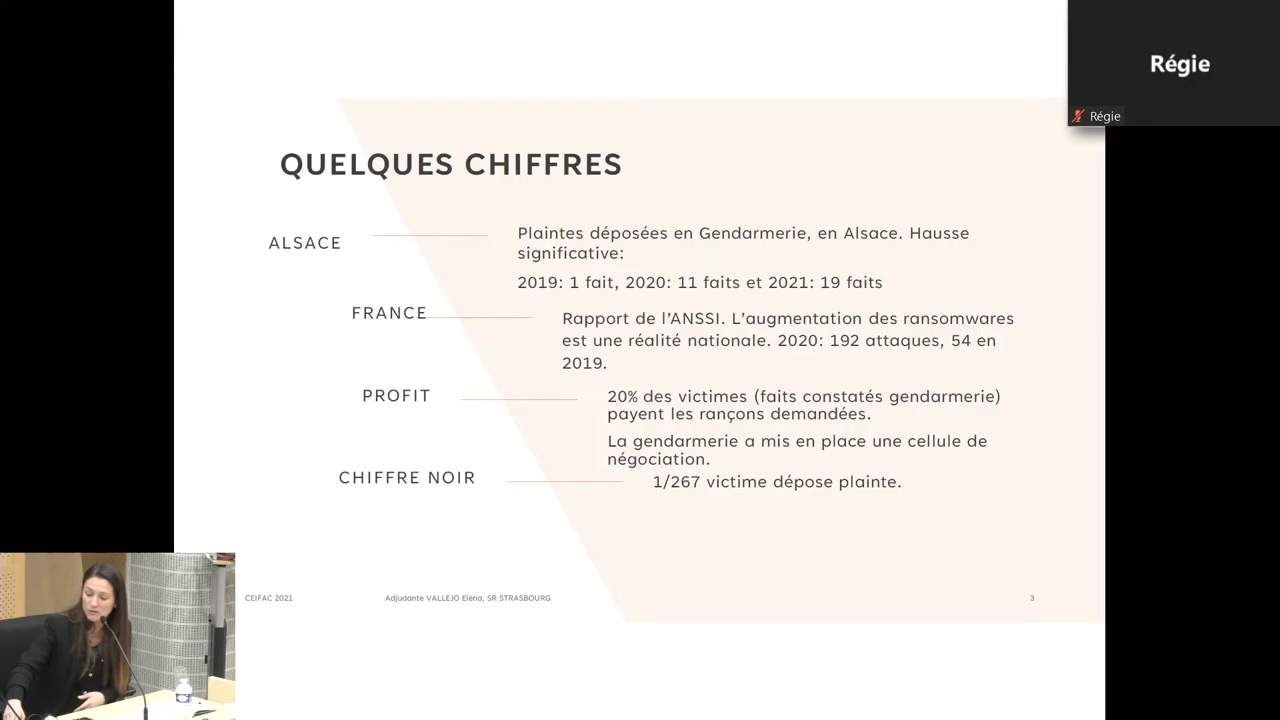 Régie
Régie
QUELQUES CHIFFRES
ALSACE
Plaintes déposées en Gendarmerie, en Alsace. Hausse
significative:
2019: 1 fait, 2020: 11 faits et 2021: 19 faits
FRANCE
Rapport de l’ANSSI. L’augmentation des ransomwares
est une réalité nationale. 2020: 192 attaques, 54 en
2019.
PROFIT
20% des victimes (faits constatés gendarmerie)
payent les rançons demandées.
La gendarmerie a mis en place une cellule de
négociation.
CHIFFRE NOIR
1/267 victime dépose plainte.
CEIFAC 2021
Adjudante VALLEJO Elena, SR STRASBOURG
3